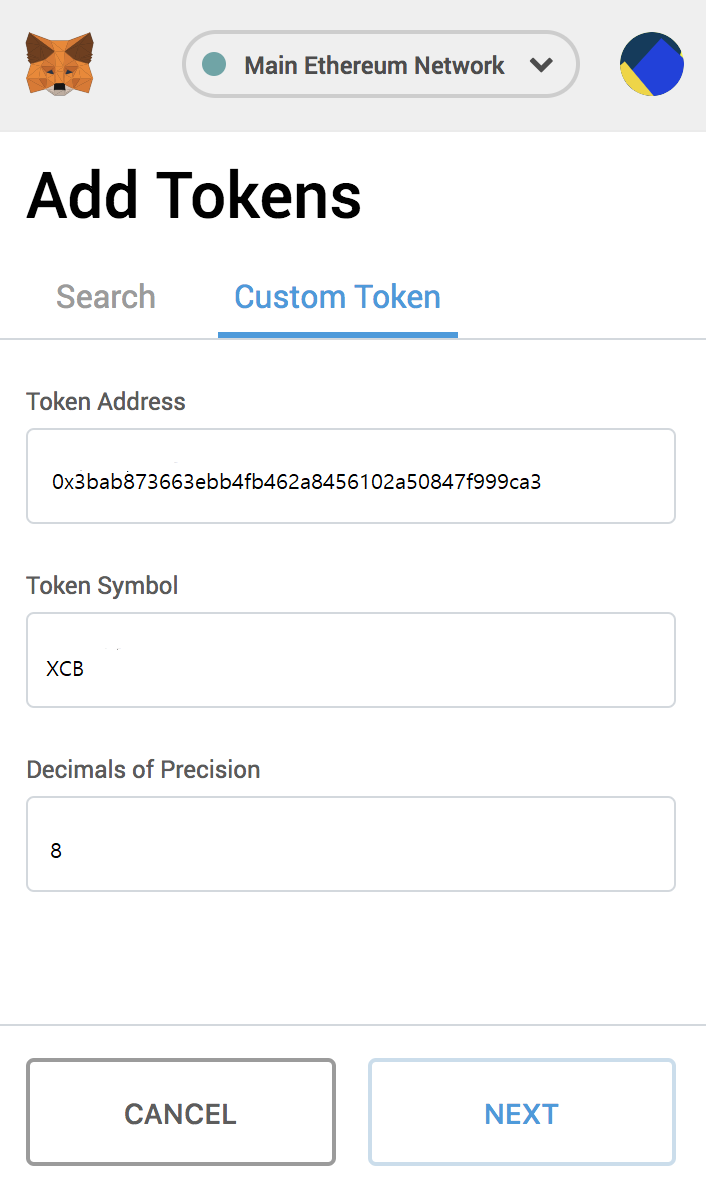 Main Ethereum Network
Add Tokens
Search Custom Token
Token Address
0x3bab873663ebb4fb462a8456102a50847f999ca3
Token Symbol
XCB
Decimals of Precision
8
CANCEL NEXT